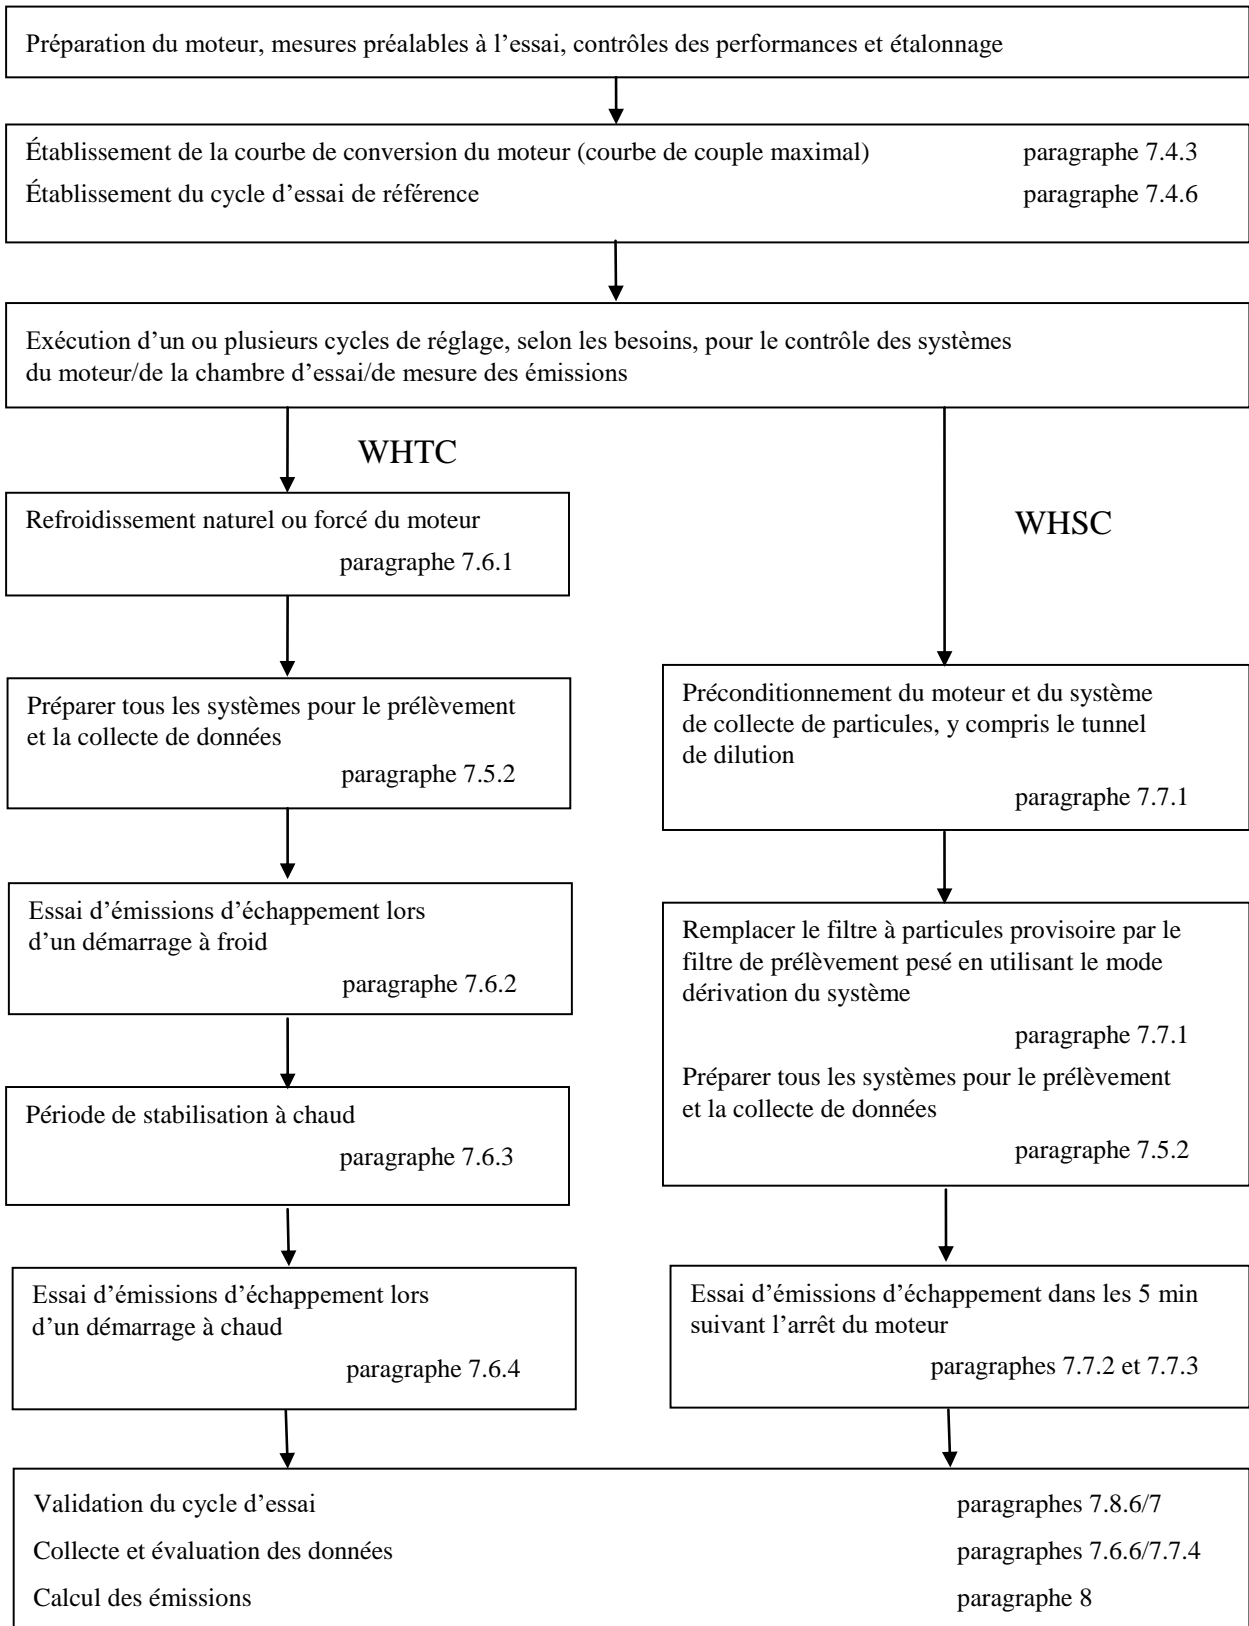 Préparation du moteur, mesures préalables à l’essai, contrôles des performances et étalonnage
Établissement de la courbe de conversion du moteur (courbe de couple maximal) paragraphe 7.4.3
Établissement du cycle d’essai de référence paragraphe 7.4.6
Exécution d’un ou plusieurs cycles de réglage, selon les besoins, pour le contrôle des systèmes
du moteur/de la chambre d’essai/de mesure des émissions
WHTC
Refroidissement naturel ou forcé du moteur
paragraphe 7.6.1
Préparer tous les systèmes pour le prélèvement
et la collecte de données
paragraphe 7.5.2
Essai d’émissions d’échappement lors
d’un démarrage à froid
paragraphe 7.6.2
Période de stabilisation à chaud
paragraphe 7.6.3
Essai d’émissions d’échappement lors
d’un démarrage à chaud
paragraphe 7.6.4
WHSC
Préconditionnement du moteur et du système
de collecte de particules, y compris le tunnel
de dilution
paragraphe 7.7.1
Remplacer le filtre à particules provisoire par le
filtre de prélèvement pesé en utilisant le mode
dérivation du système
paragraphe 7.7.1
Préparer tous les systèmes pour le prélèvement
et la collecte de données
paragraphe 7.5.2
Essai d’émissions d’échappement dans les 5 min
suivant l’arrêt du moteur
paragraphes 7.7.2 et 7.7.3
Validation du cycle d’essai paragraphes 7.8.6/7
Collecte et évaluation des données paragraphes 7.6.6/7.7.4
Calcul des émissions paragraphe 8